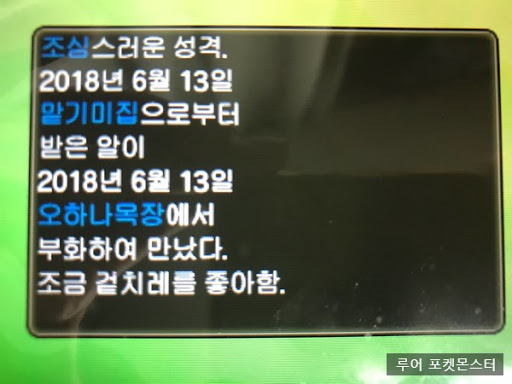 조심스러운 성격.
2018년 6월 13일
맡기미집으로부터
받은 알이
2018년 6월 13일
오하나목장에서
부화하여 만났다.
조금 겉치레를 좋아함.
루어 포켓몬스터